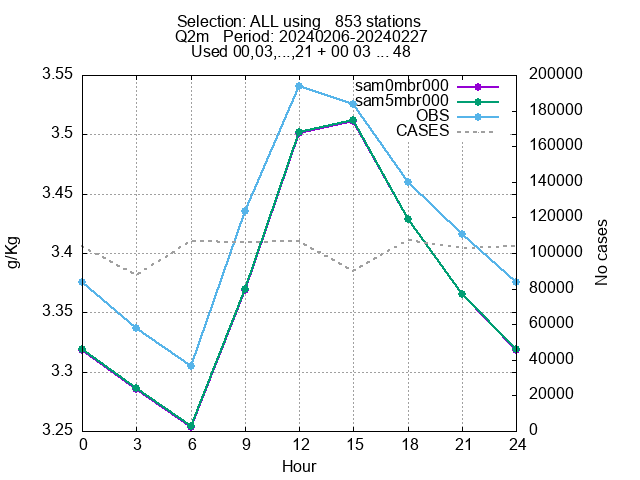 Selection: ALL using   853 stations
Q2m   Period: 20240206-20240227
Used 00,03,...,21 + 00 03 ... 48
3.55
3.5
3.45
3.4
3.35
3.3
3.25
g/Kg
sam0mbr000
sam5mbr000
OBS
CASES
200000
180000
160000
140000
120000
100000
80000
60000
40000
20000
0
No cases
0 3 6 9 12 15 18 21 24
Hour